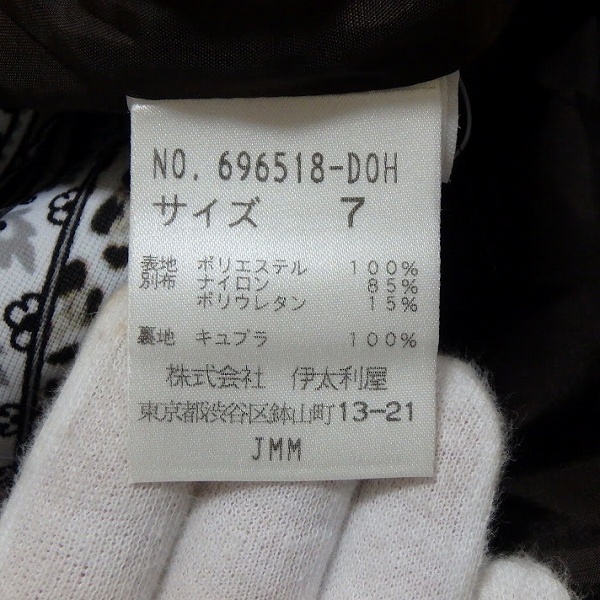 NO. 696518-DOH
サイズ 7
表地 ポリエステル 100%
別布 ナイロン 85%
ポリウレタン 15%
裏地 キュプラ 100%
株式会社 伊太利屋
東京都渋谷区鉢山町13-21
JMM